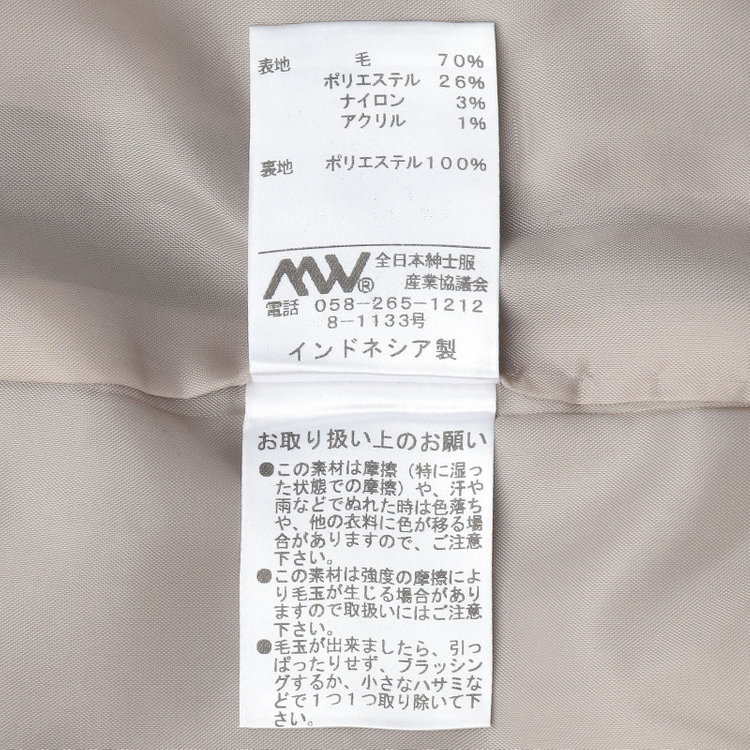 表地 毛 70%
ポリエステル 26%
ナイロン 3%
アクリル 1%
裏地 ポリエステル100%
MW® 全日本紳士服
産業協議会
電話 058-265-1212
8-1133号
インドネシア製
お取り扱い上のお願い
●この素材は摩擦(特に湿っ
た状態での摩擦)や、汗や
雨などでぬれた時は色落ち
や、他の衣料に色が移る場
合がありますので、ご注意
下さい。
●この素材は強度の摩擦によ
り毛玉が生じる場合があり
ますので取扱いにはご注意
下さい。
●毛玉が出来ましたら、引っ
ぱったりせず、ブラッシン
グするか、小さなハサミな
どで1つ1つ取り除いて下
さい。